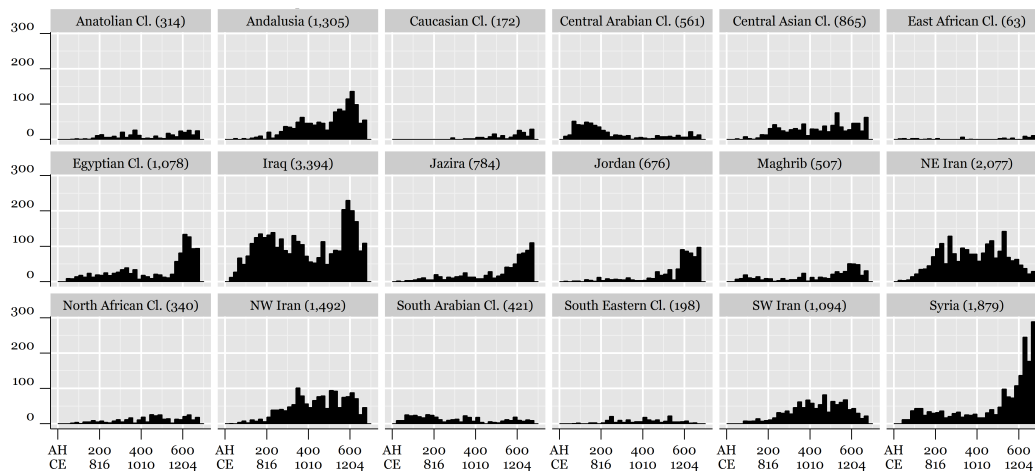 Anatolian Cl. (314) Andalusia (1,305) Caucasian Cl. (172) Central Arabian Cl. (561) Central Asian Cl. (865) East African Cl. (63)
300
200
100
0
Egyptian Cl. (1,078) Iraq (3,394) Jazira (784) Jordan (676) Maghrib (507) NE Iran (2,077)
300
200
100
0
North African Cl. (340) NW Iran (1,492) South Arabian Cl. (421) South Eastern Cl. (198) SW Iran (1,094) Syria (1,879)
300
200
100
0
AH 200 400 600 AH 200 400 600 AH 200 400 600 AH 200 400 600 AH 200 400 600 AH 200 400 600
CE 816 1010 1204 CE 816 1010 1204 CE 816 1010 1204 CE 816 1010 1204 CE 816 1010 1204 CE 816 1010 1204